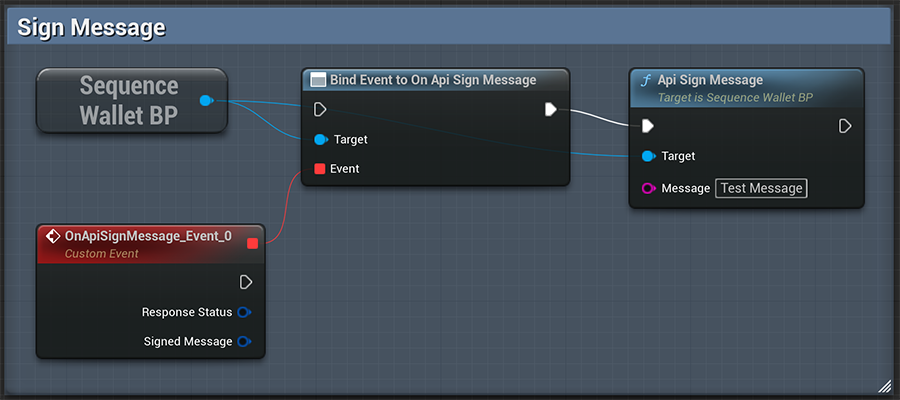 Sign Message
Sequence
Wallet BP
Bind Event to On Api Sign Message
Target
Event
Api Sign Message
Target is Sequence Wallet BP
Target
Message Test Message
OnApiSignMessage_Event_0
Custom Event
Response Status
Signed Message